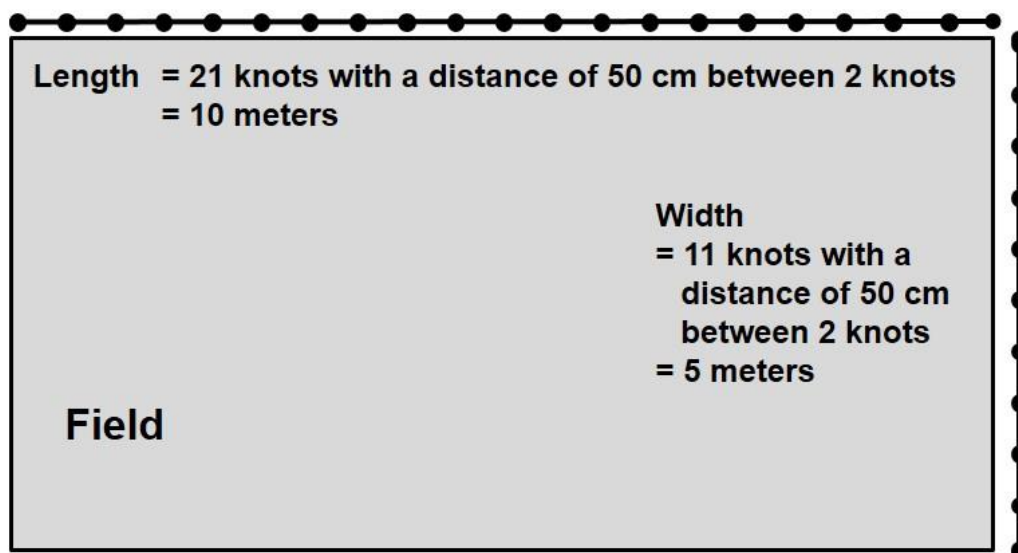 Length = 21 knots with a distance of 50 cm between 2 knots
= 10 meters
Width
= 11 knots with a
distance of 50 cm
between 2 knots
= 5 meters
Field